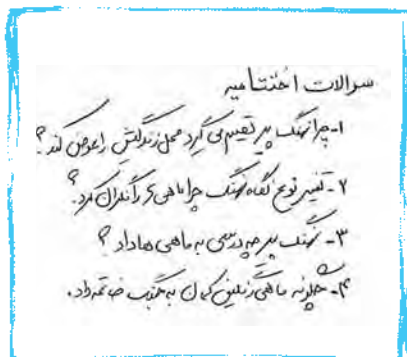 سوالات اختتامیه
۱- چرا نهنگ پیر تصمیم می گیرد محل زندگیش را عوض کند؟
۲- تغییر نوع نگاه نهنگ چرا ماهی ها را نگران کرد؟
۳- نهنگ پیر چه درسی به ماهی ها داد؟
۴- چگونه ماهی رنگین کمان به جنگ خاتمه داد.